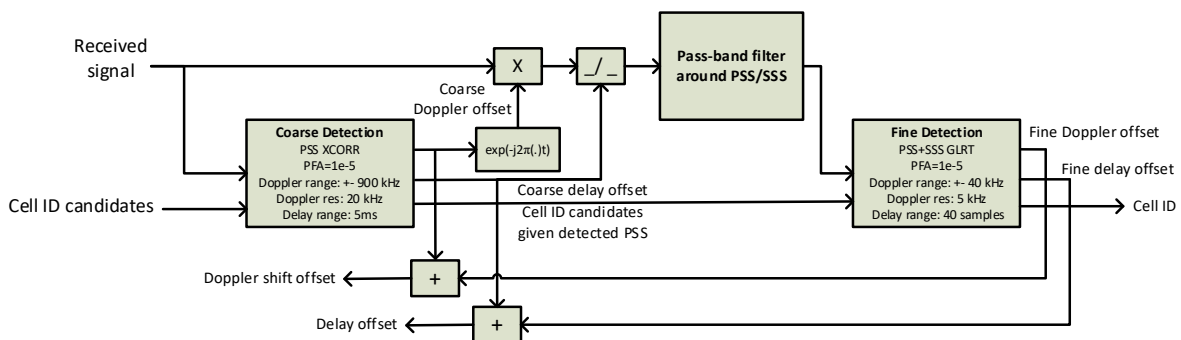 Received
signal
X
_/ _
Pass-band filter
around PSS/SSS
Coarse
Doppler offset
Coarse Detection
PSS XCORR
PFA=1e-5
Doppler range: +- 900 kHz
Doppler res: 20 kHz
Delay range: 5ms
exp(-j2π(.)t)
Fine Detection
PSS+SSS GLRT
PFA=1e-5
Doppler range: +- 40 kHz
Doppler res: 5 kHz
Delay range: 40 samples
Fine Doppler offset
Fine delay offset
Cell ID candidates
Coarse delay offset
Cell ID candidates
given detected PSS
Cell ID
Doppler shift offset
+
Delay offset
+